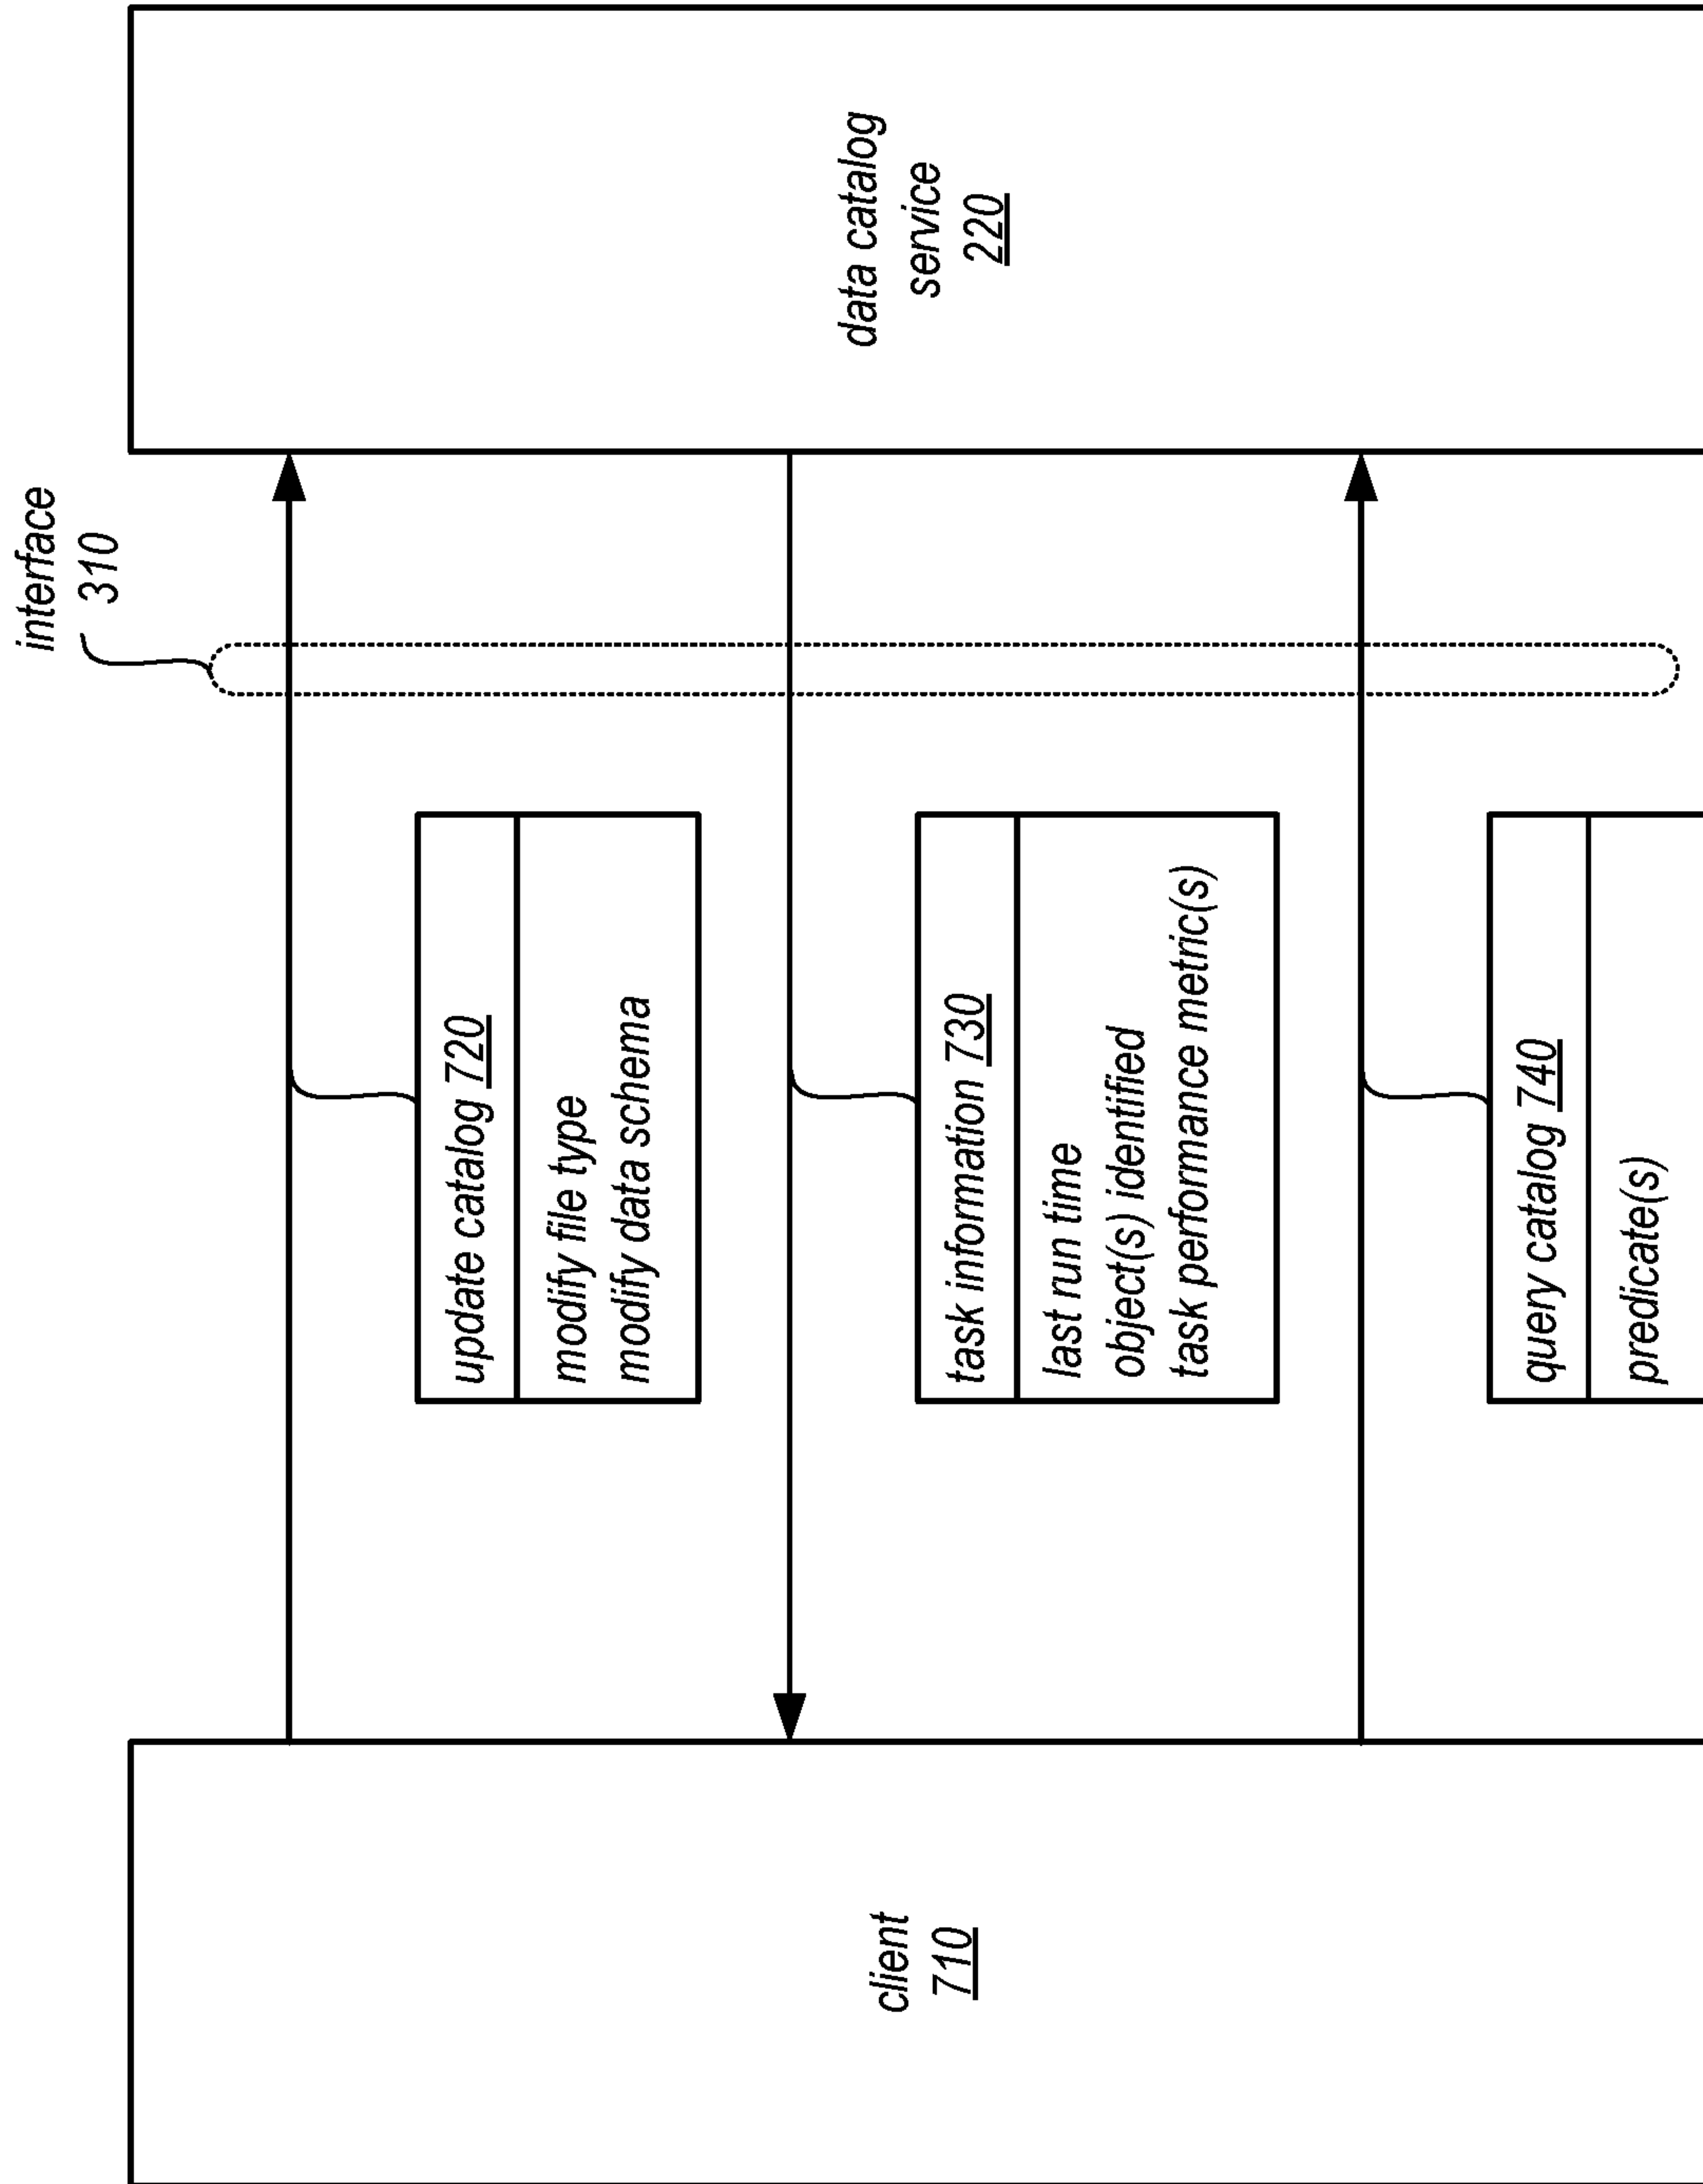 interface
310
client
710
update catalog 720
modify file type
modify data schema
task information 730
last run time
object(s) identified
task performance metric(s)
query catalog 740
predicate(s)
data catalog
service
220